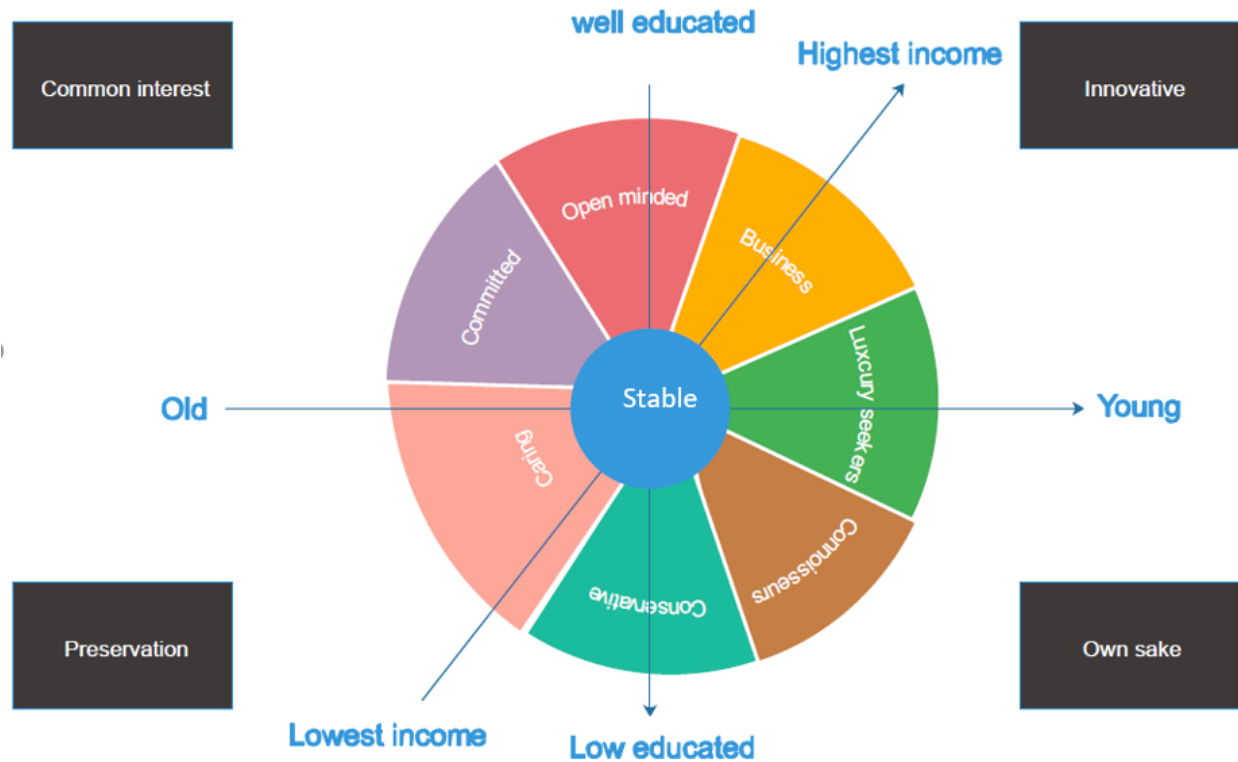 well educated
Highest income
Common interest
Innovative
Open minded
Business
Committed
Luxcury seekers
Stable
Old
Young
Caring
Connoisseurs
Conservative
Preservation
Own sake
Lowest income
Low educated